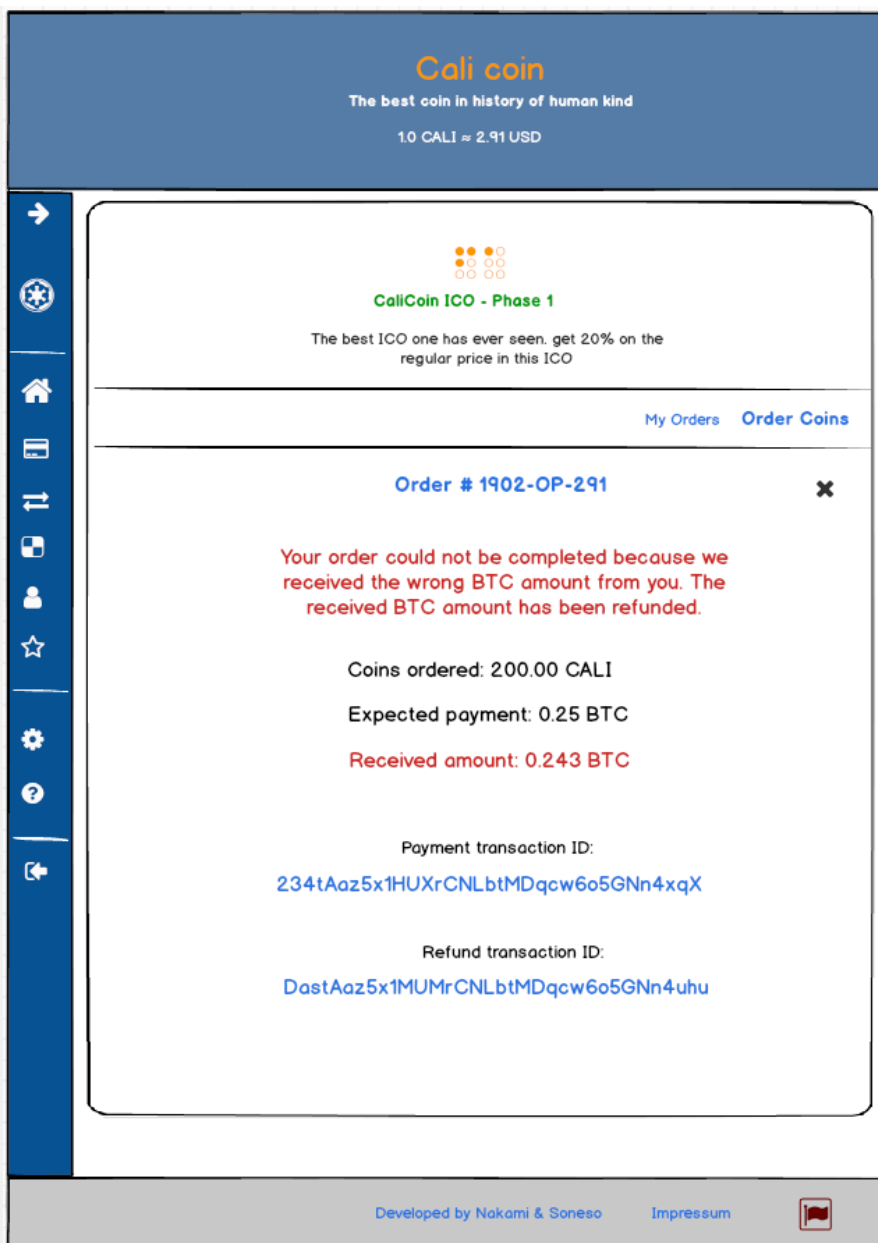 Cali coin
The best coin in history of human kind
1.0 CALI ≈ 2.91 USD
CaliCoin ICO - Phase 1
The best ICO one has ever seen. get 20% on the
regular price in this ICO
My Orders Order Coins
Order # 1902-OP-291
Your order could not be completed because we
received the wrong BTC amount from you. The
received BTC amount has been refunded.
Coins ordered: 200.00 CALI
Expected payment: 0.25 BTC
Received amount: 0.243 BTC
Payment transaction ID:
234tAaz5x1HUXrCNLbtMDqcw6o5GNn4xqX
Refund transaction ID:
DastAaz5x1MUMrCNLbtMDqcw6o5GNn4uhu
Developed by Nakami & Soneso Impressum